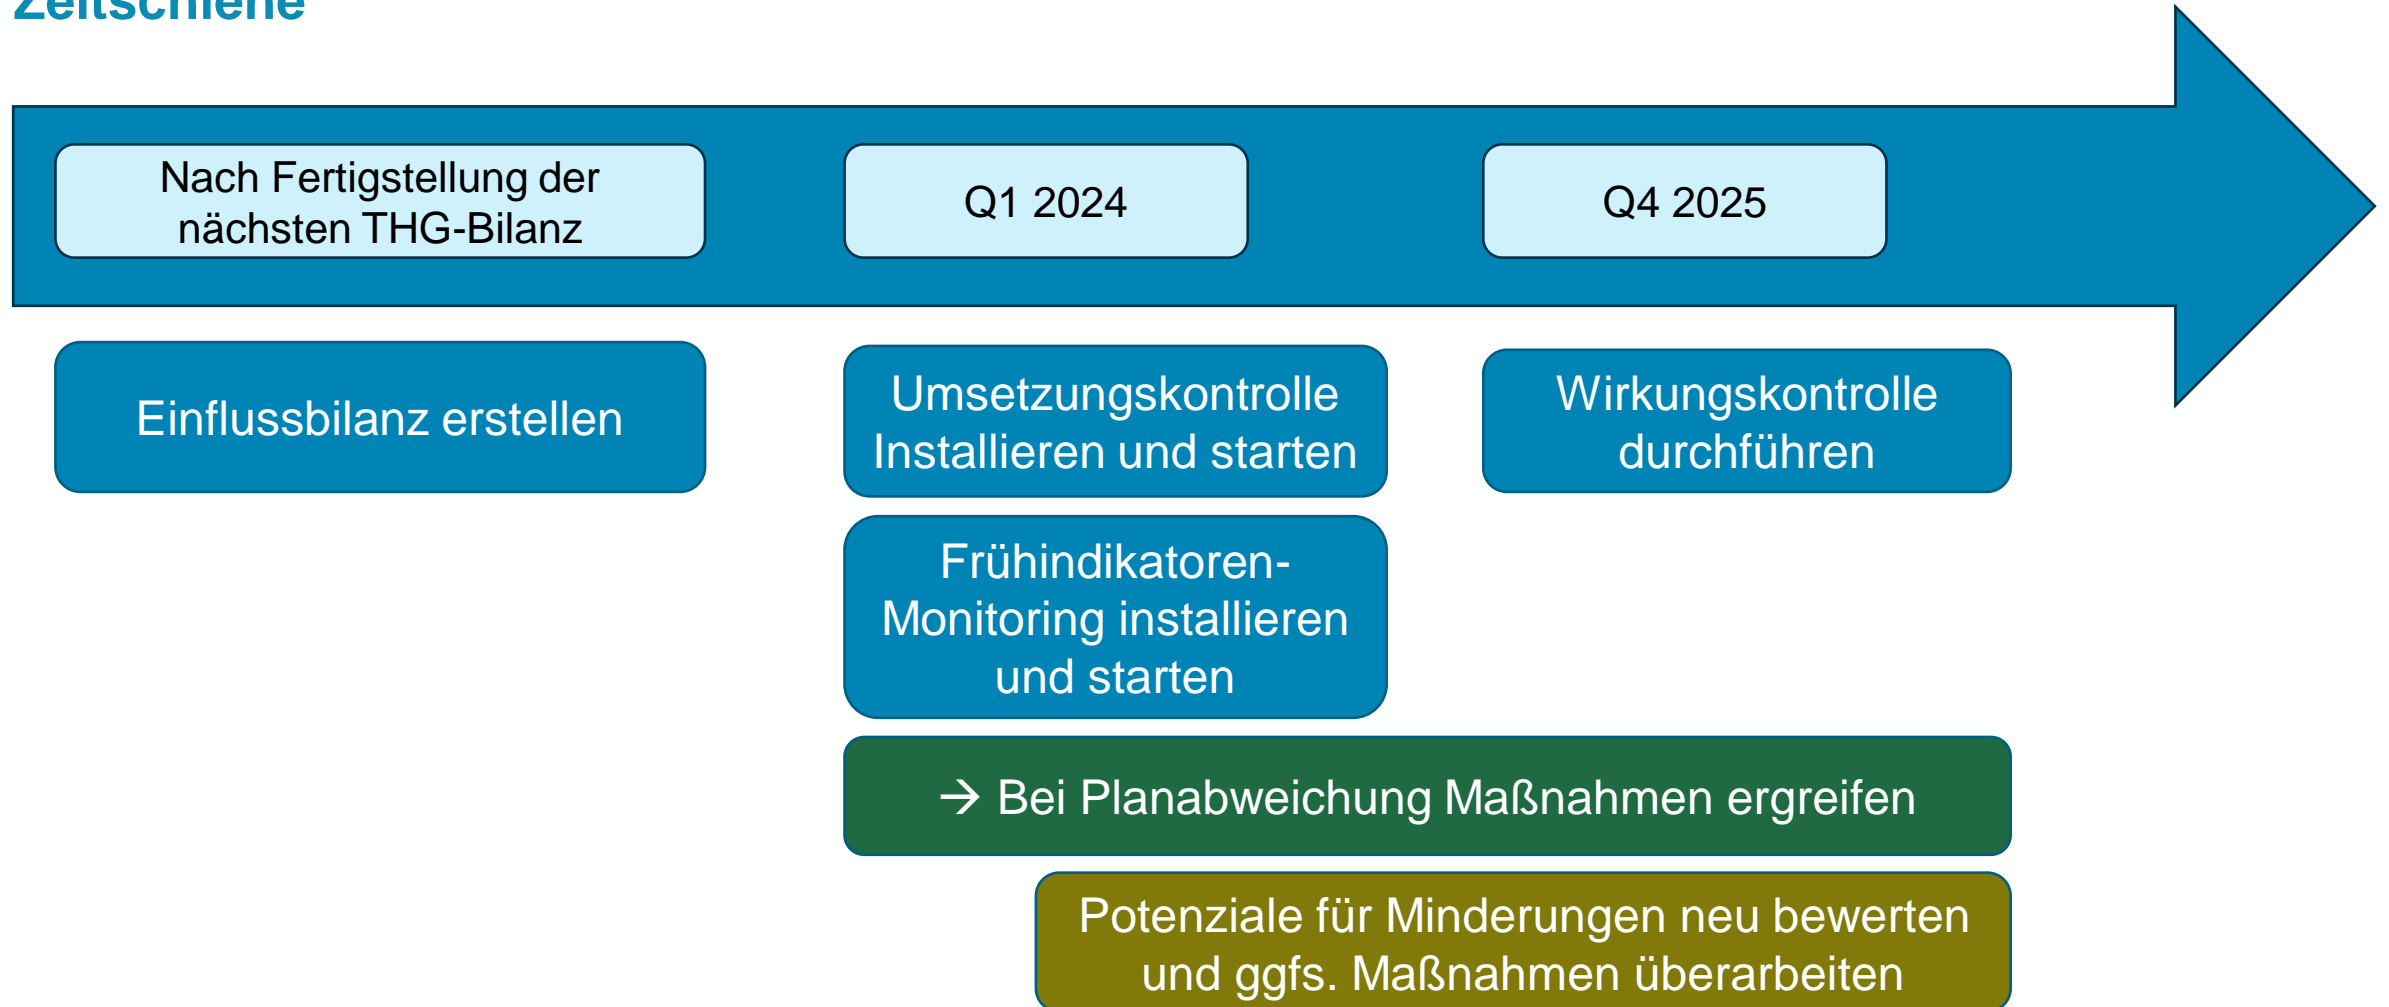 Zeitschiene
Nach Fertigstellung der
nächsten THG-Bilanz
Q1 2024
Q4 2025
Einflussbilanz erstellen
Umsetzungskontrolle
Installieren und starten
Wirkungskontrolle
durchführen
Frühindikatoren-
Monitoring installieren
und starten
→ Bei Planabweichung Maßnahmen ergreifen
Potenziale für Minderungen neu bewerten
und ggfs. Maßnahmen überarbeiten